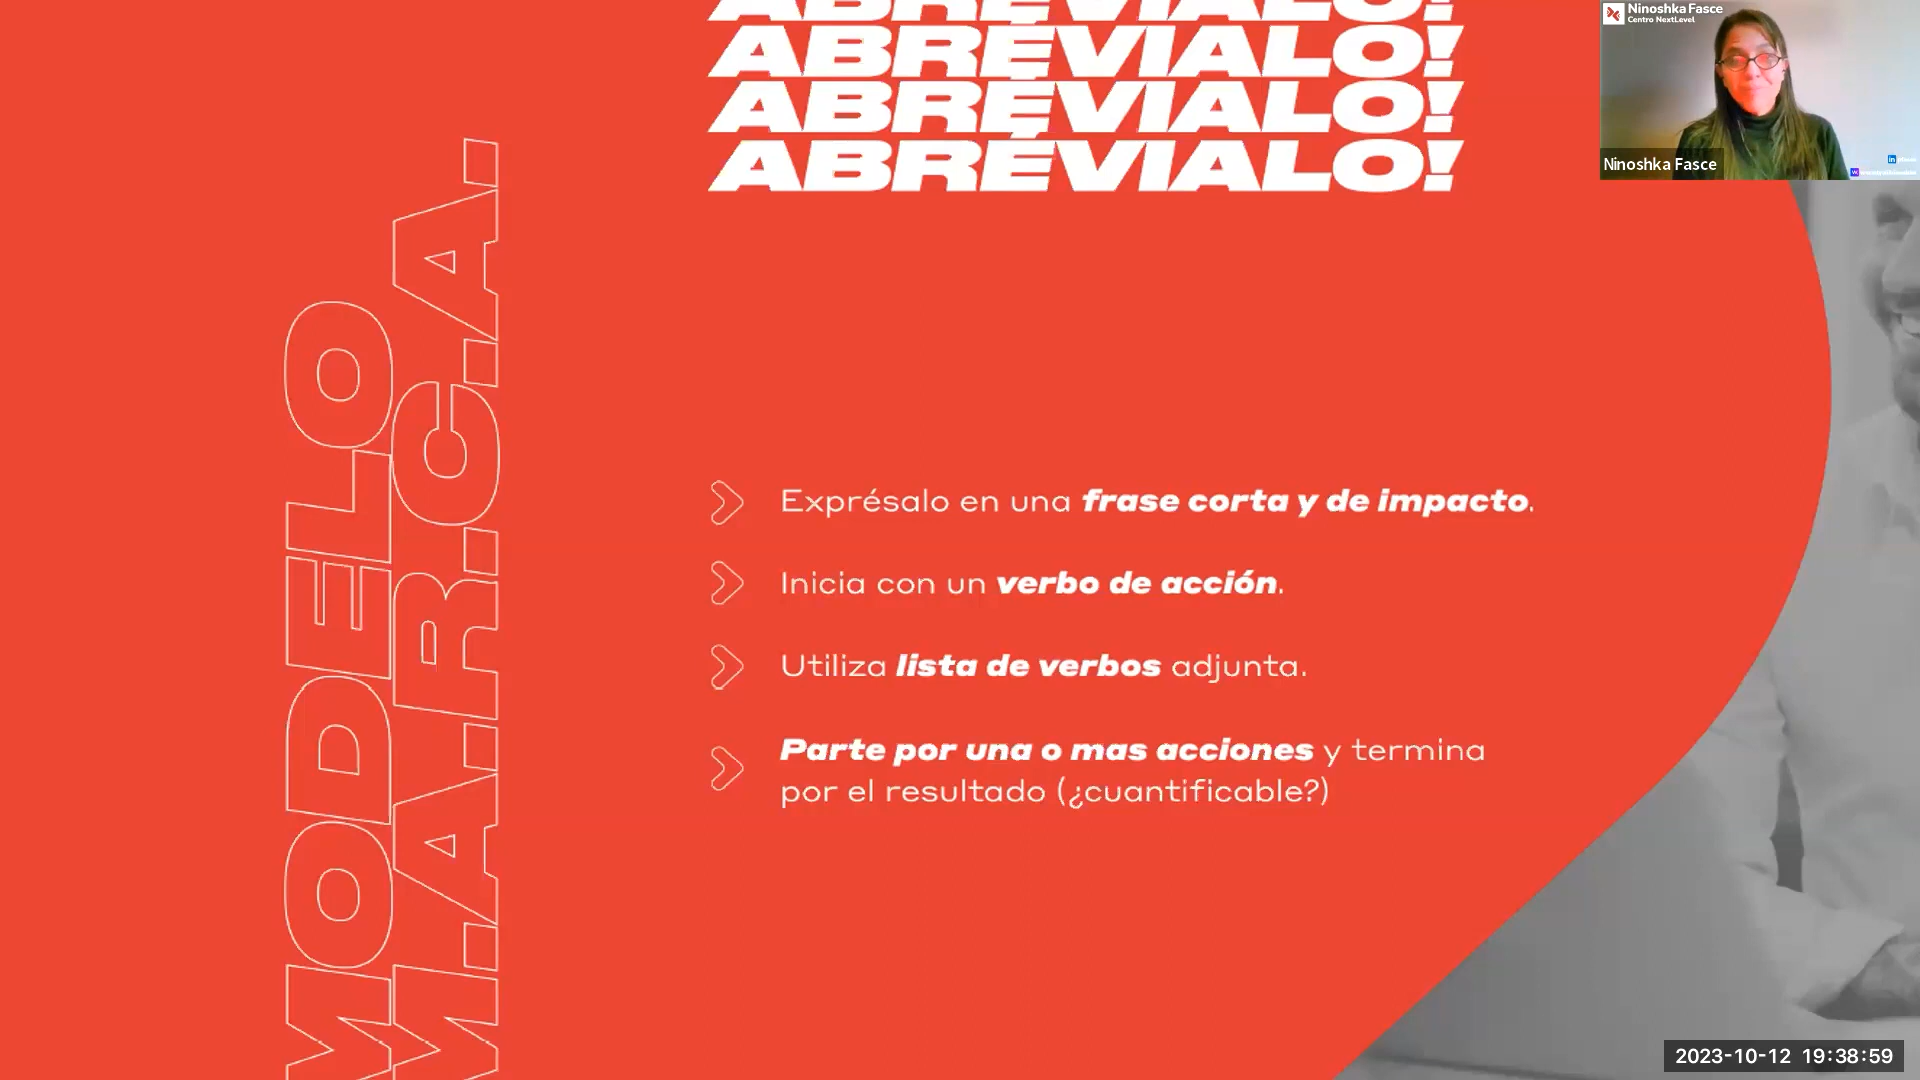 ABRÉVIALO!
ABRÉVIALO!
ABRÉVIALO!
ABRÉVIALO!
MODELO
M.A.R.C.A.
Exprésalo en una frase corta y de impacto.
Inicia con un verbo de acción.
Utiliza lista de verbos adjunta.
Parte por una o mas acciones y termina
por el resultado (¿cuantificable?)
Ninoshka Fasce
Centro NextLevel
Ninoshka Fasce
in
2023-10-12 19:38:59